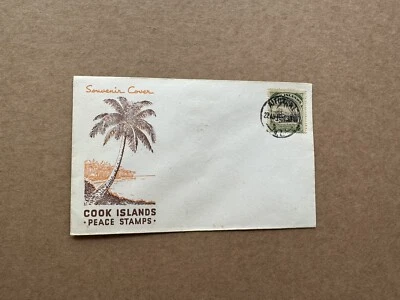 Souvenir Cover
COOK ISLANDS
• PEACE STAMPS •